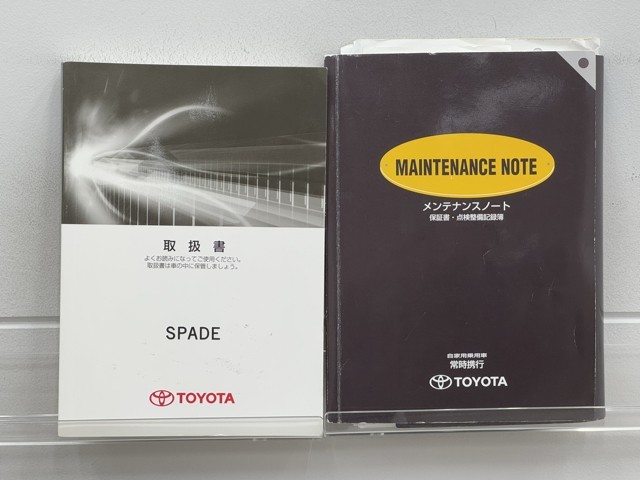 取扱書
よくお読みになってご使用ください。
取扱書は車の中に保管しましょう。
SPADE
TOYOTA
MAINTENANCE NOTE
メンテナンスノート
保証書・点検整備記録簿
自家用乗用車
常時携行
TOYOTA